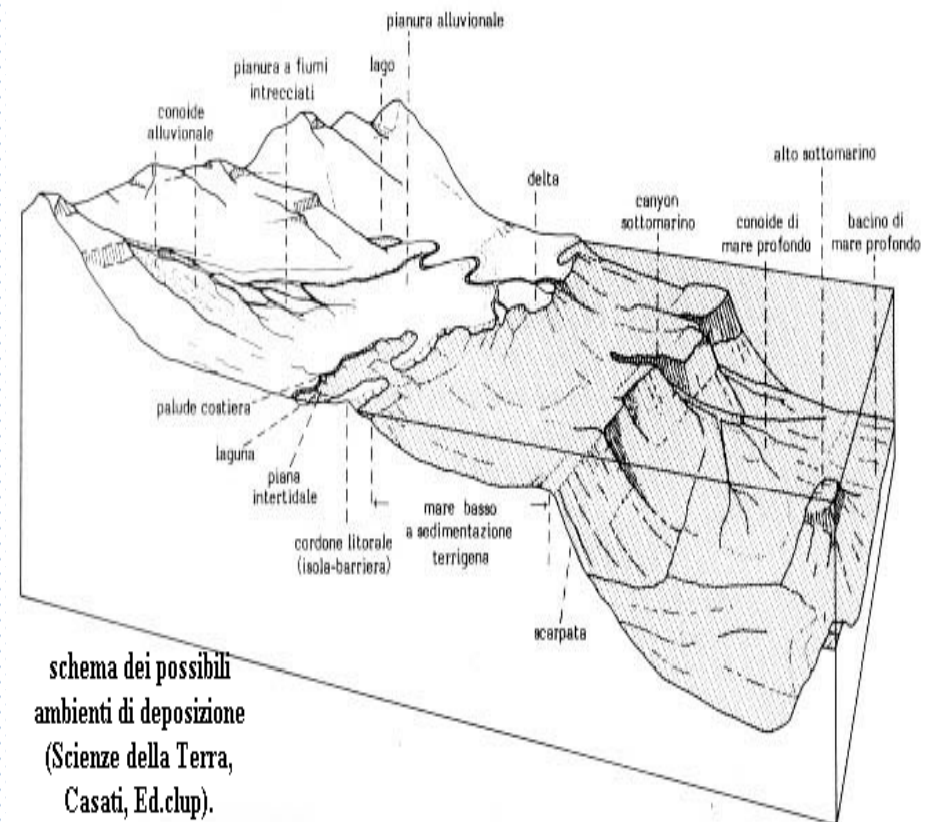 pianura alluvionale
pianura a fiumi
intrecciati
lago
conoide
alluvionale
alto sottomarino
delta
canyon
sottomarino
conoide di
mare profondo
bacino di
mare profondo
palude costiera
laguna
piana
intertidale
cordone litorale
(isola-barriera)
mare basso
a sedimentazione
terrigena
scarpata
schema dei possibili
ambienti di deposizione
(Scienze della Terra,
Casati, Ed.clup).